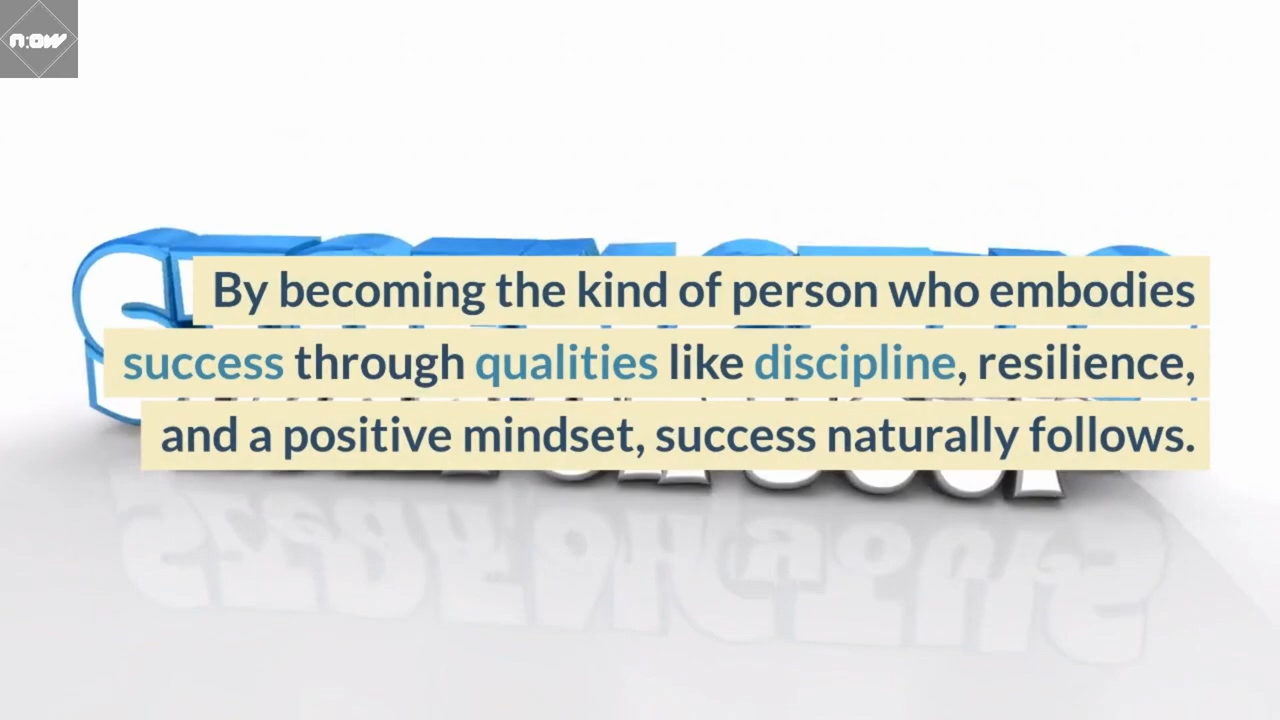 n:ow
By becoming the kind of person who embodies
success through qualities like discipline, resilience,
and a positive mindset, success naturally follows.